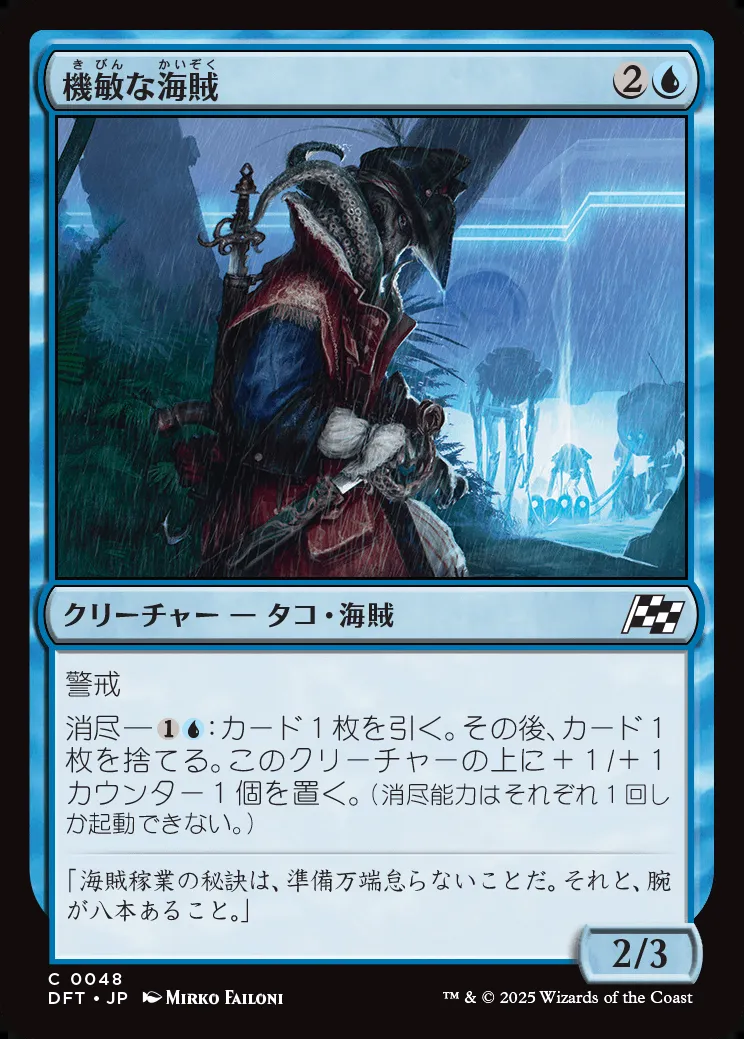 きびん かいぞく
機敏な海賊 2
クリーチャー — タコ・海賊
警戒
消尽—1：カード１枚を引く。その後、カード１
枚を捨てる。このクリーチャーの上に＋１/＋１
カウンター１個を置く。（消尽能力はそれぞれ１回し
か起動できない。）
「海賊稼業の秘訣は、準備万端怠らないことだ。それと、腕
が八本あること。」
2/3
C 0048
DFT • JP Mirko Failoni
™ & © 2025 Wizards of the Coast